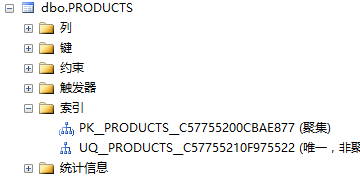 dbo.PRODUCTS
列
键
约束
触发器
索引
PK__PRODUCTS__C57755200CBAE877 (聚集)
UQ__PRODUCTS__C57755210F975522 (唯一，非聚
统计信息